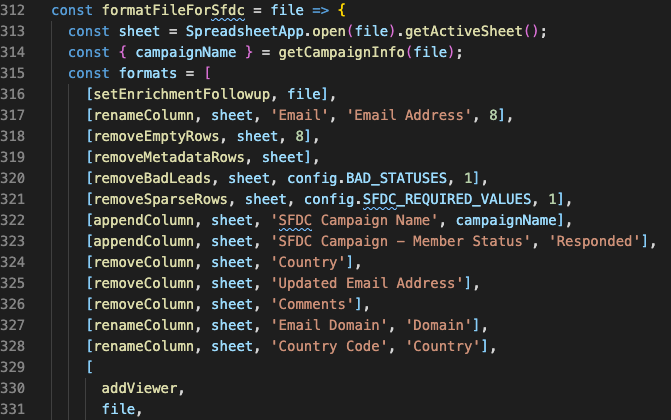 312 const formatFileForSfdc = file => {
313 const sheet = SpreadsheetApp.open(file).getActiveSheet();
314 const { campaignName } = getCampaignInfo(file);
315 const formats = [
316 [setEnrichmentFollowup, file],
317 [renameColumn, sheet, 'Email', 'Email Address', 8],
318 [removeEmptyRows, sheet, 8],
319 [removeMetadataRows, sheet],
320 [removeBadLeads, sheet, config.BAD_STATUSES, 1],
321 [removeSparseRows, sheet, config.SFDC_REQUIRED_VALUES, 1],
322 [appendColumn, sheet, 'SFDC Campaign Name', campaignName],
323 [appendColumn, sheet, 'SFDC Campaign – Member Status', 'Responded'],
324 [removeColumn, sheet, 'Country'],
325 [removeColumn, sheet, 'Updated Email Address'],
326 [removeColumn, sheet, 'Comments'],
327 [renameColumn, sheet, 'Email Domain', 'Domain'],
328 [renameColumn, sheet, 'Country Code', 'Country'],
329 [
330 addViewer,
331 file,